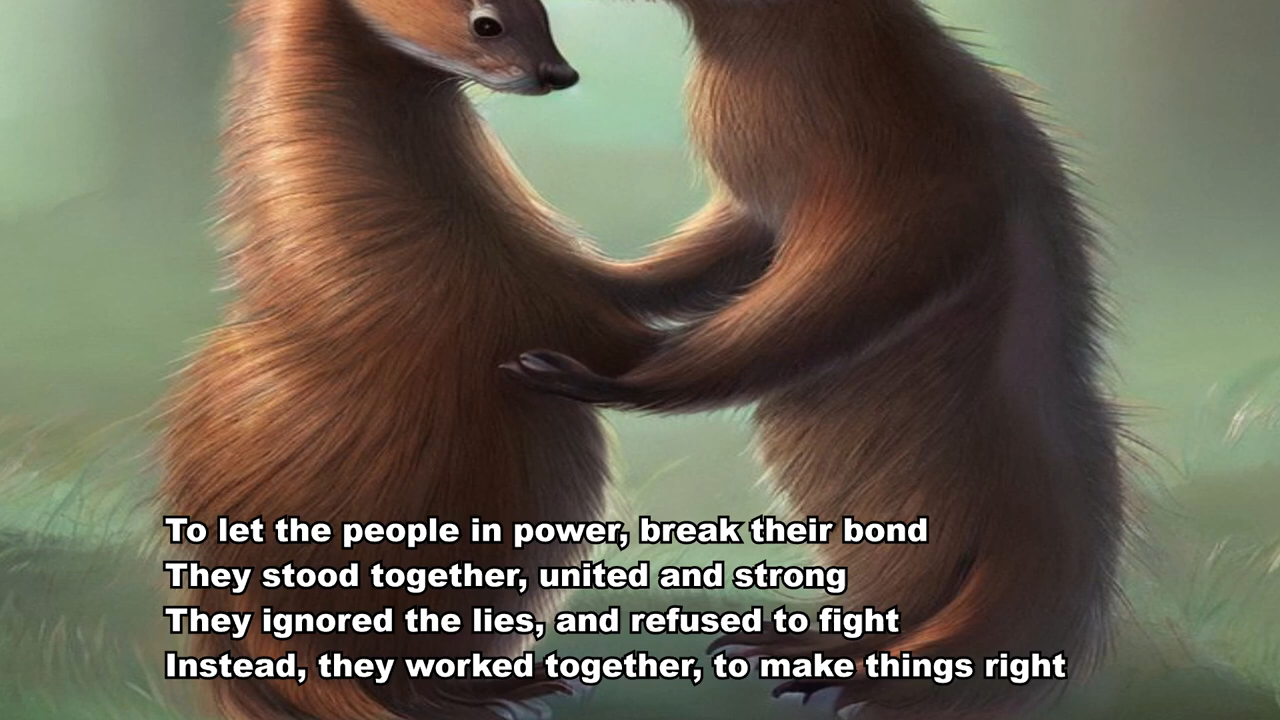 To let the people in power, break their bond
They stood together, united and strong
They ignored the lies, and refused to fight
Instead, they worked together, to make things right